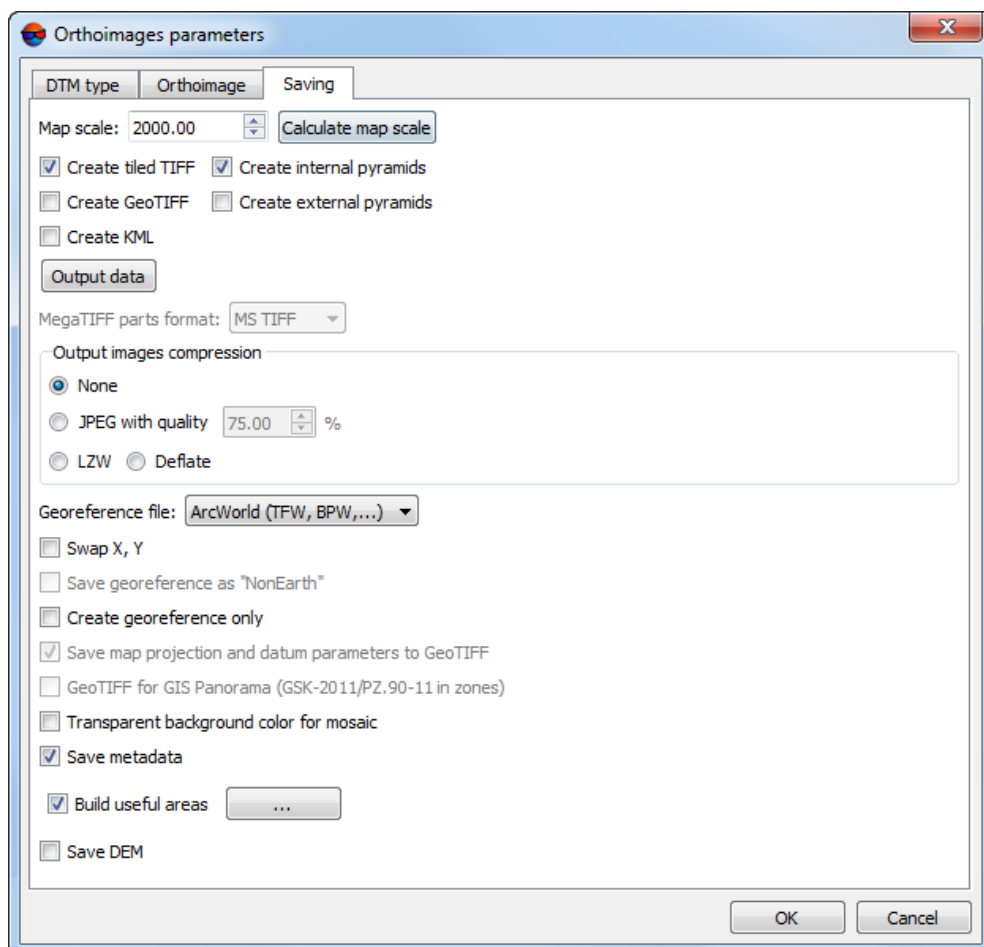 Orthoimages parameters
DTM type Orthoimage Saving
Map scale: 2000.00 Calculate map scale
Create tiled TIFF Create internal pyramids
Create GeoTIFF Create external pyramids
Create KML
Output data
MegaTIFF parts format: MS TIFF
Output images compression
None
JPEG with quality 75.00 %
LZW Deflate
Georeference file: ArcWorld (TFW, BPW,...)
Swap X, Y
Save georeference as "NonEarth"
Create georeference only
Save map projection and datum parameters to GeoTIFF
GeoTIFF for GIS Panorama (GSK-2011/PZ.90-11 in zones)
Transparent background color for mosaic
Save metadata
Build useful areas ...
Save DEM
OK Cancel